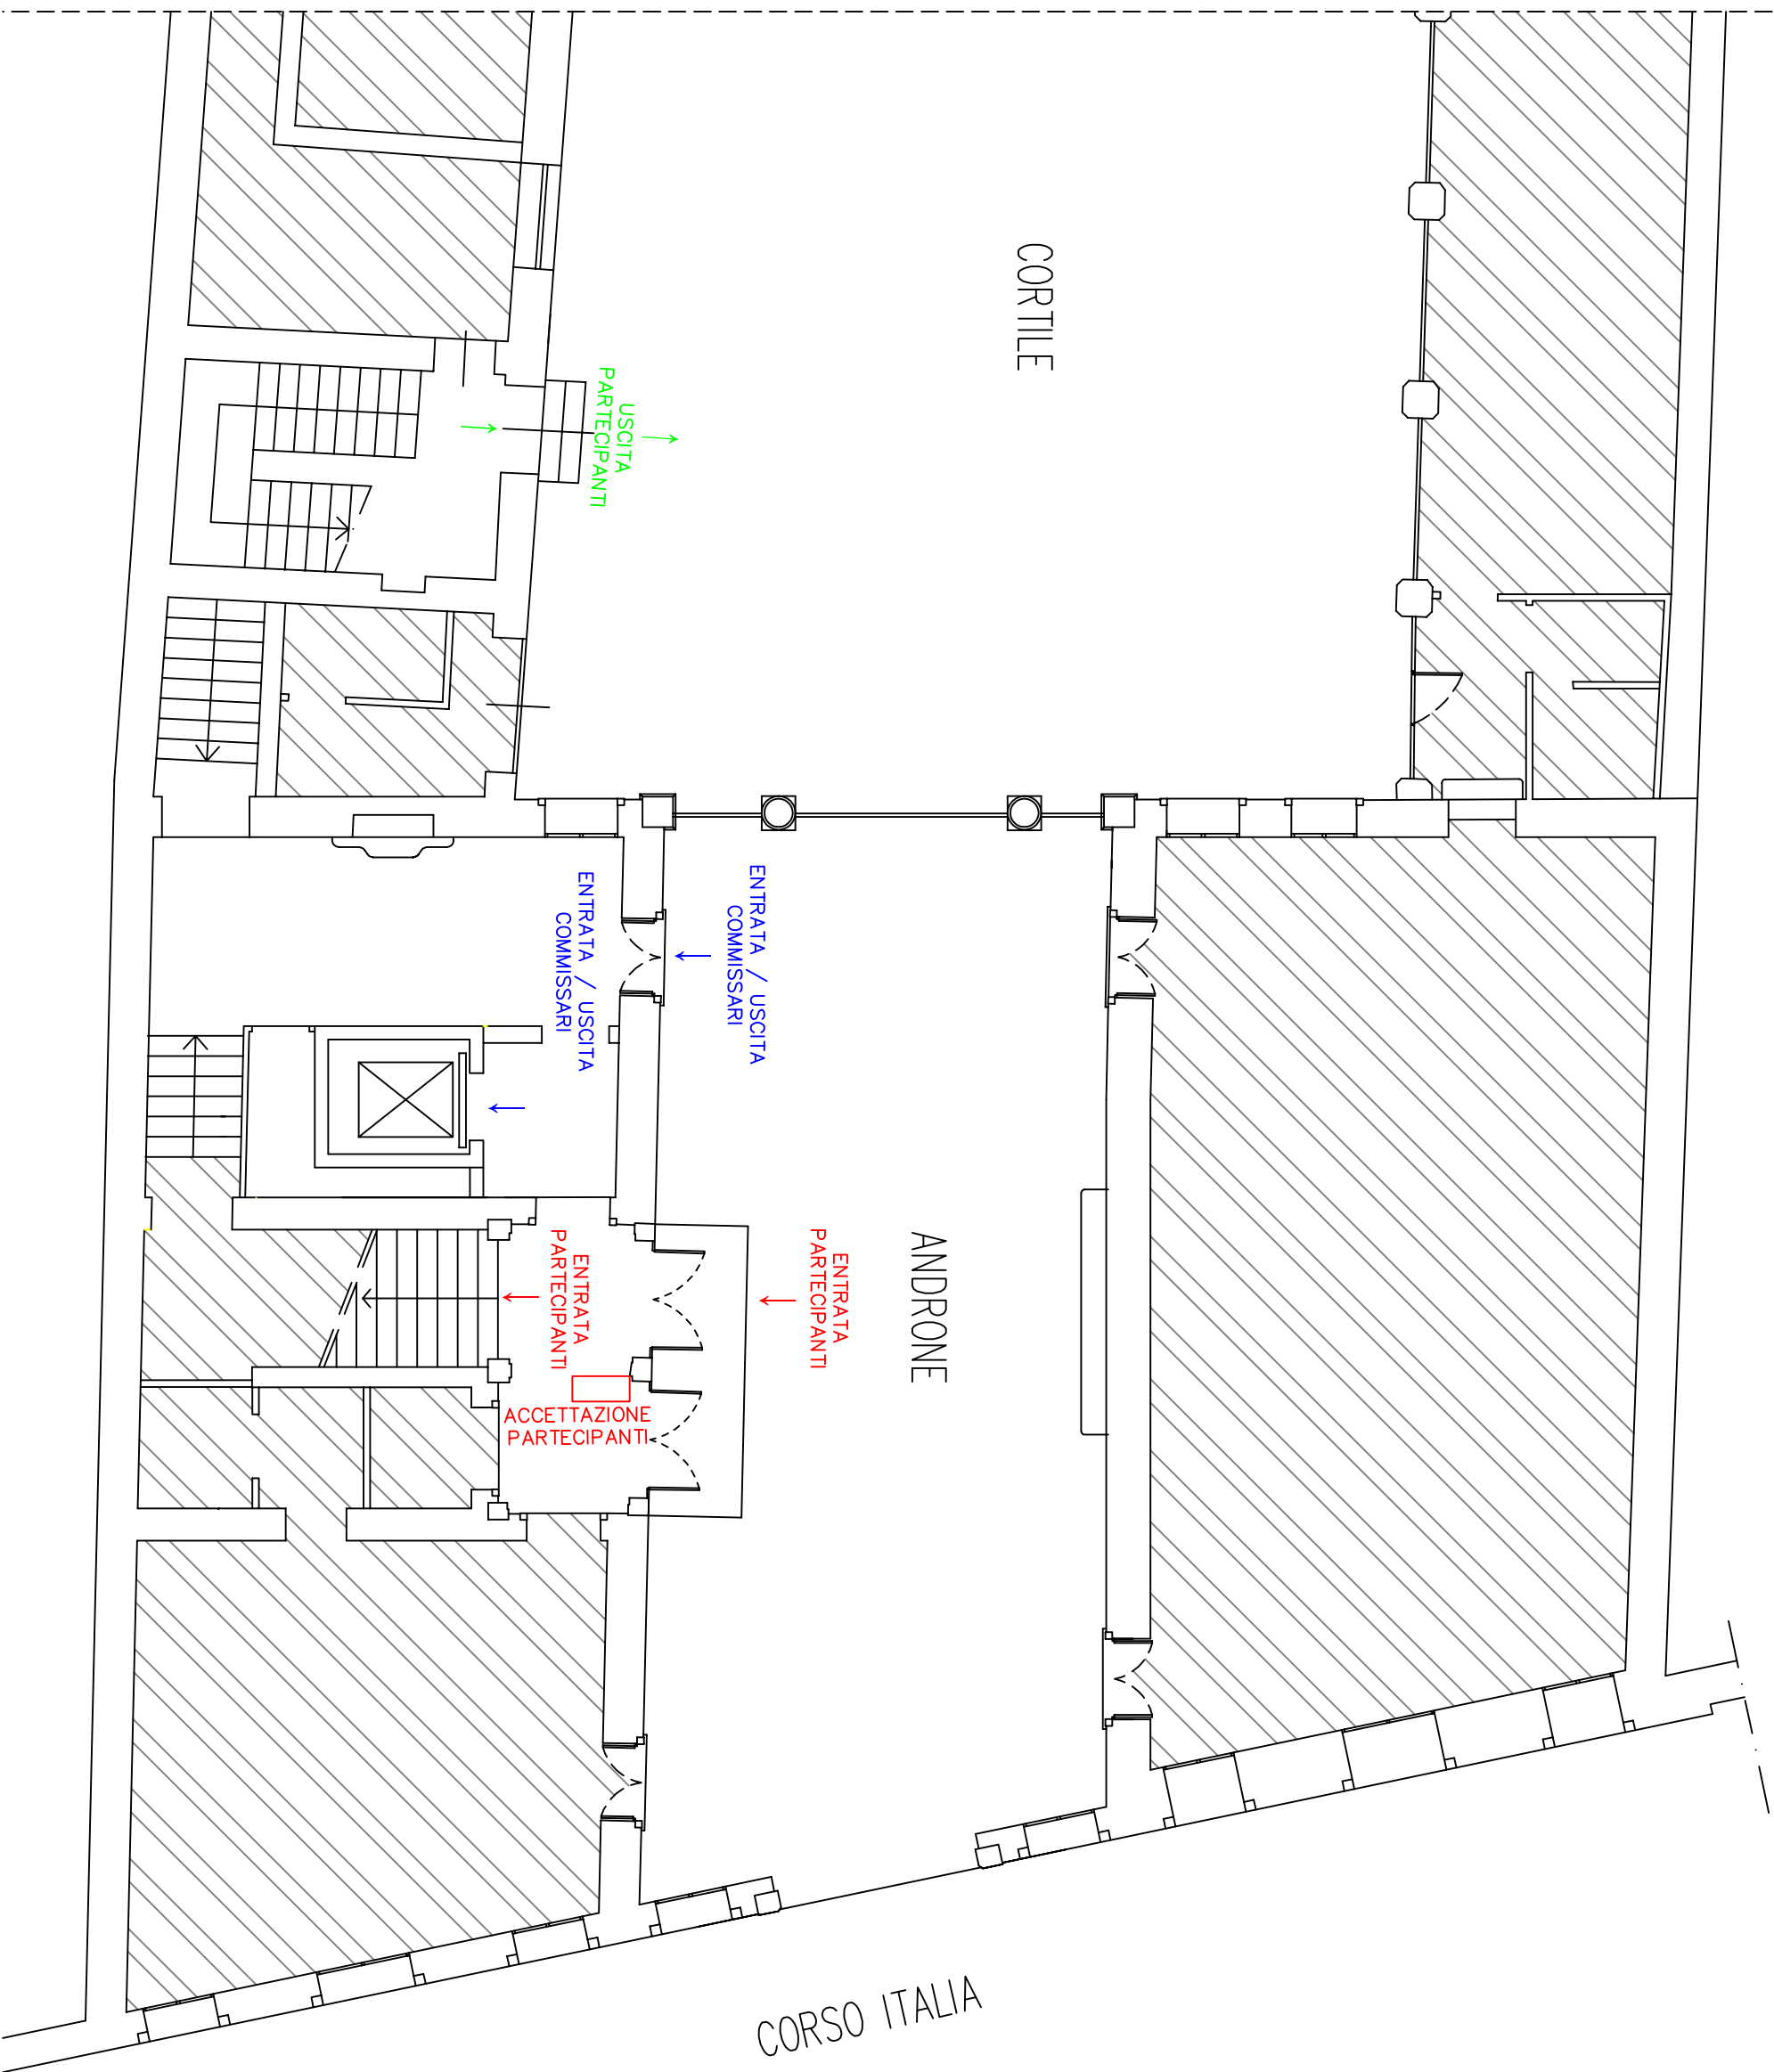 CORTILE
USCITA
PARTECIPANTI
ENTRATA / USCITA
COMMISSARI
ENTRATA / USCITA
COMMISSARI
ENTRATA
PARTECIPANTI
ENTRATA
PARTECIPANTI
ANDRONE
ACCETTAZIONE
PARTECIPANTI
CORSO ITALIA